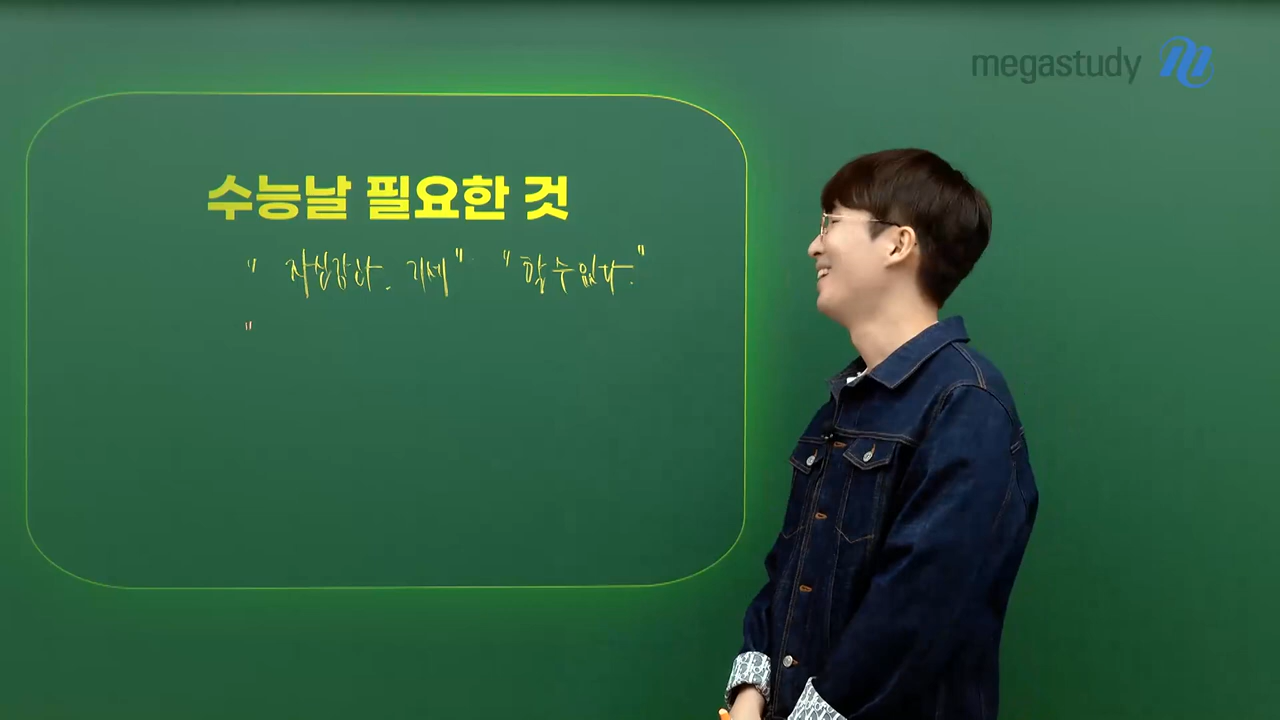 megastudy
수능날 필요한 것
" 자신감과. 기세" "할 수 있다."
"